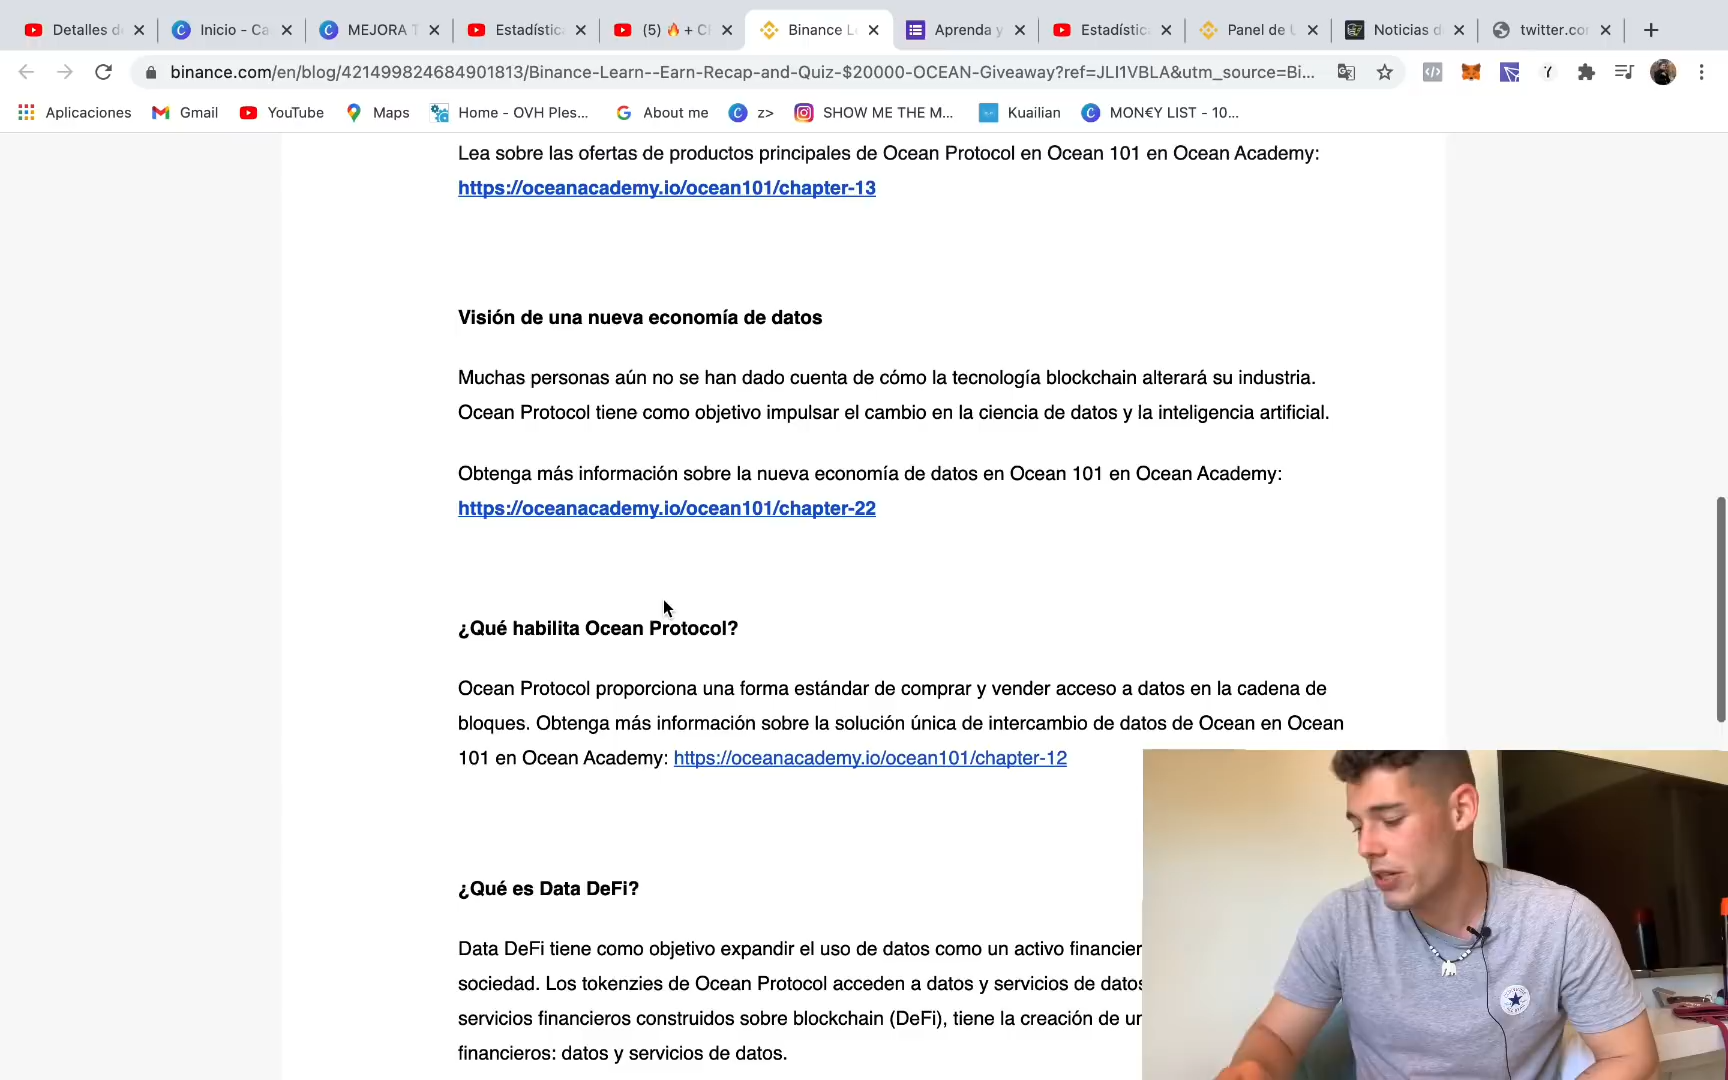 Detalles d
Inicio - Ca
MEJORA T
Estadístic
(5) 🔥 + C
Binance L
Aprenda y
Estadístic
Panel de U
Noticias d
twitter.co
binance.com/en/blog/421499824684901813/Binance-Learn--Earn-Recap-and-Quiz-$20000-OCEAN-Giveaway?ref=JLI1VBLA&utm_source=Bi...
Aplicaciones
Gmail
YouTube
Maps
Home - OVH Ples...
About me
z>
SHOW ME THE M...
Kuailian
MON€Y LIST - 10...
Lea sobre las ofertas de productos principales de Ocean Protocol en Ocean 101 en Ocean Academy:
https://oceanacademy.io/ocean101/chapter-13
Visión de una nueva economía de datos
Muchas personas aún no se han dado cuenta de cómo la tecnología blockchain alterará su industria.
Ocean Protocol tiene como objetivo impulsar el cambio en la ciencia de datos y la inteligencia artificial.
Obtenga más información sobre la nueva economía de datos en Ocean 101 en Ocean Academy:
https://oceanacademy.io/ocean101/chapter-22
¿Qué habilita Ocean Protocol?
Ocean Protocol proporciona una forma estándar de comprar y vender acceso a datos en la cadena de
bloques. Obtenga más información sobre la solución única de intercambio de datos de Ocean en Ocean
101 en Ocean Academy: https://oceanacademy.io/ocean101/chapter-12
¿Qué es Data DeFi?
Data DeFi tiene como objetivo expandir el uso de datos como un activo financier
sociedad. Los tokenzies de Ocean Protocol acceden a datos y servicios de datos
servicios financieros construidos sobre blockchain (DeFi), tiene la creación de un
financieros: datos y servicios de datos.